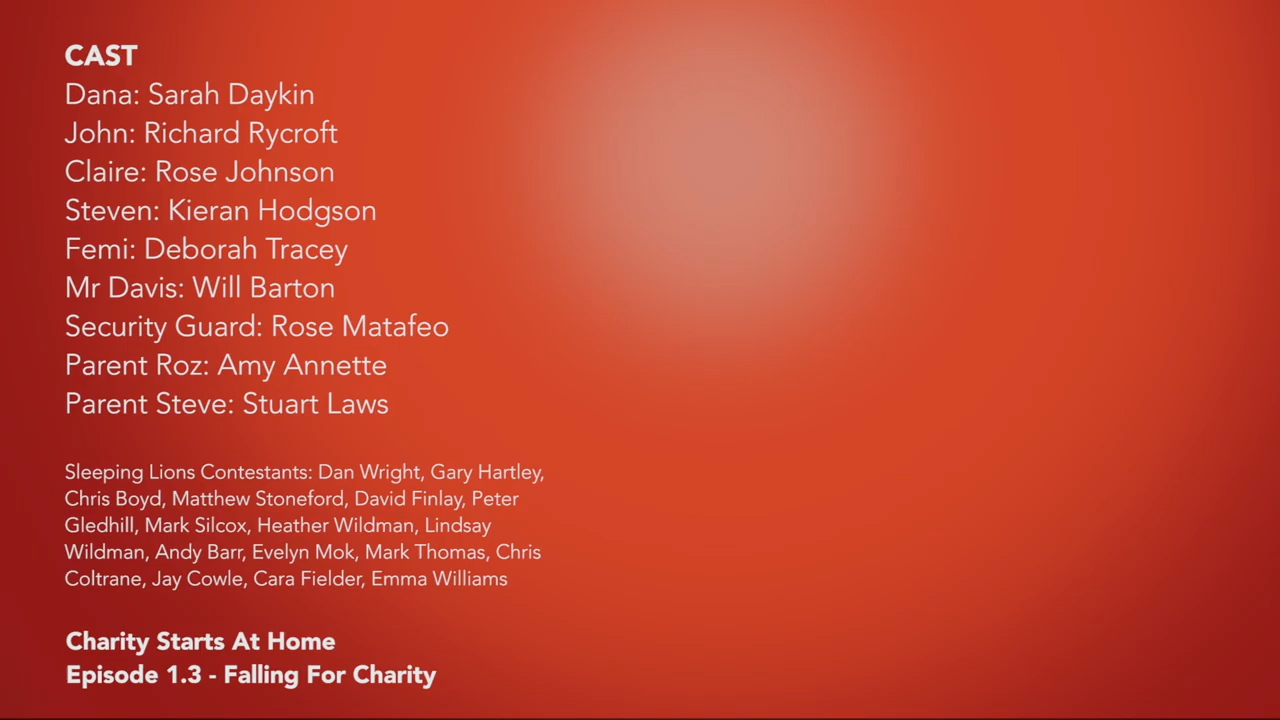 CAST
Dana: Sarah Daykin
John: Richard Rycroft
Claire: Rose Johnson
Steven: Kieran Hodgson
Femi: Deborah Tracey
Mr Davis: Will Barton
Security Guard: Rose Matafeo
Parent Roz: Amy Annette
Parent Steve: Stuart Laws
Sleeping Lions Contestants: Dan Wright, Gary Hartley,
Chris Boyd, Matthew Stoneford, David Finlay, Peter
Gledhill, Mark Silcox, Heather Wildman, Lindsay
Wildman, Andy Barr, Evelyn Mok, Mark Thomas, Chris
Coltrane, Jay Cowle, Cara Fielder, Emma Williams
Charity Starts At Home
Episode 1.3 - Falling For Charity